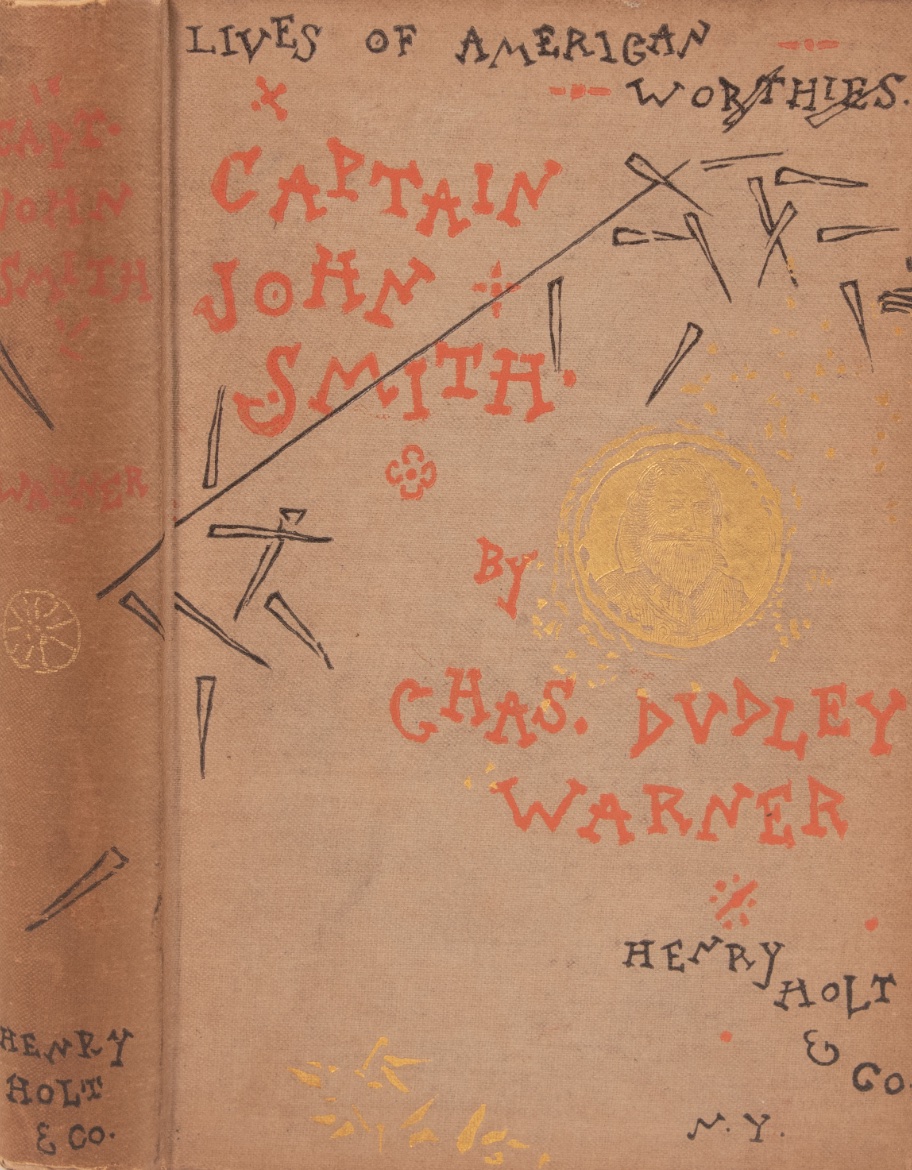 CAPT.
JOHN
SMITH
WARNER
HENRY
HOLT
& CO.
LIVES OF AMERICAN
WORTHIES.
CAPTAIN
JOHN
SMITH.
By
CHAS. DUDLEY
WARNER
HENRY
HOLT
& CO.
N.Y.